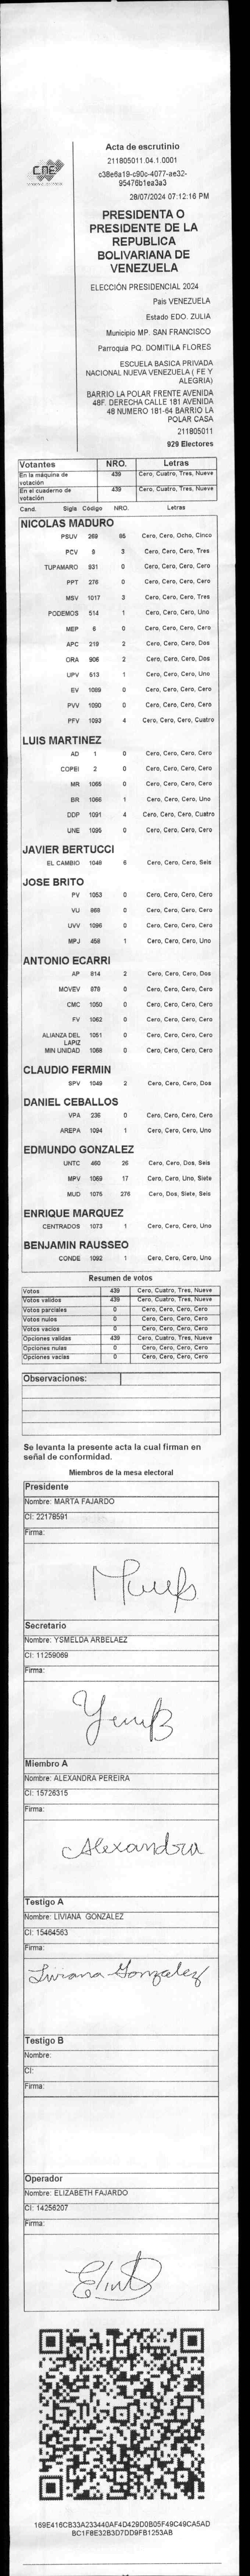 CNE
Acta de escrutinio
211805011.04.1.0001
c38e6a19-c90c-4077-ae32-
95476b1ea3a3
28/07/2024 07:12:16 PM
PRESIDENTA O
PRESIDENTE DE LA
REPUBLICA
BOLIVARIANA DE
VENEZUELA
ELECCIÓN PRESIDENCIAL 2024
Pais VENEZUELA
Estado EDO. ZULIA
Municipio MP. SAN FRANCISCO
Parroquia PQ. DOMITILA FLORES
ESCUELA BASICA PRIVADA
NACIONAL NUEVA VENEZUELA ( FE Y
ALEGRIA)
BARRIO LA POLAR FRENTE AVENIDA
48F. DERECHA CALLE 181 AVENIDA
48 NUMERO 181-64 BARRIO LA
POLAR CASA
211805011
929 Electores
Votantes NRO. Letras
En la máquina de votación 439 Cero, Cuatro, Tres, Nueve
En el cuaderno de votación 439 Cero, Cuatro, Tres, Nueve
Cand. Sigla Código NRO. Letras
NICOLAS MADURO
PSUV 269 85 Cero, Cero, Ocho, Cinco
PCV 9 3 Cero, Cero, Cero, Tres
TUPAMARO 931 0 Cero, Cero, Cero, Cero
PPT 276 0 Cero, Cero, Cero, Cero
MSV 1017 3 Cero, Cero, Cero, Tres
PODEMOS 514 1 Cero, Cero, Cero, Uno
MEP 6 0 Cero, Cero, Cero, Cero
APC 219 2 Cero, Cero, Cero, Dos
ORA 906 2 Cero, Cero, Cero, Dos
UPV 513 1 Cero, Cero, Cero, Uno
EV 1089 0 Cero, Cero, Cero, Cero
PVV 1090 0 Cero, Cero, Cero, Cero
PFV 1093 4 Cero, Cero, Cero, Cuatro
LUIS MARTINEZ
AD 1 0 Cero, Cero, Cero, Cero
COPEI 2 0 Cero, Cero, Cero, Cero
MR 1065 0 Cero, Cero, Cero, Cero
BR 1066 1 Cero, Cero, Cero, Uno
DDP 1091 4 Cero, Cero, Cero, Cuatro
UNE 1095 0 Cero, Cero, Cero, Cero
JAVIER BERTUCCI
EL CAMBIO 1048 6 Cero, Cero, Cero, Seis
JOSE BRITO
PV 1053 0 Cero, Cero, Cero, Cero
VU 968 0 Cero, Cero, Cero, Cero
UVV 1096 0 Cero, Cero, Cero, Cero
MPJ 458 1 Cero, Cero, Cero, Uno
ANTONIO ECARRI
AP 814 2 Cero, Cero, Cero, Dos
MOVEV 979 0 Cero, Cero, Cero, Cero
CMC 1050 0 Cero, Cero, Cero, Cero
FV 1062 0 Cero, Cero, Cero, Cero
ALIANZA DEL LAPIZ 1051 0 Cero, Cero, Cero, Cero
MIN UNIDAD 1068 0 Cero, Cero, Cero, Cero
CLAUDIO FERMIN
SPV 1049 2 Cero, Cero, Cero, Dos
DANIEL CEBALLOS
VPA 236 0 Cero, Cero, Cero, Cero
AREPA 1094 1 Cero, Cero, Cero, Uno
EDMUNDO GONZALEZ
UNTC 460 26 Cero, Cero, Dos, Seis
MPV 1069 17 Cero, Cero, Uno, Siete
MUD 1075 276 Cero, Dos, Siete, Seis
ENRIQUE MARQUEZ
CENTRADOS 1073 1 Cero, Cero, Cero, Uno
BENJAMIN RAUSSEO
CONDE 1092 1 Cero, Cero, Cero, Uno
Resumen de votos
Votos 439 Cero, Cuatro, Tres, Nueve
Votos validos 439 Cero, Cuatro, Tres, Nueve
Votos parciales 0 Cero, Cero, Cero, Cero
Votos nulos 0 Cero, Cero, Cero, Cero
Votos vacios 0 Cero, Cero, Cero, Cero
Opciones validas 439 Cero, Cuatro, Tres, Nueve
Opciones nulas 0 Cero, Cero, Cero, Cero
Opciones vacias 0 Cero, Cero, Cero, Cero
Observaciones:
Se levanta la presente acta la cual firman en
señal de conformidad.
Miembros de la mesa electoral
Presidente
Nombre: MARTA FAJARDO
CI: 22178591
Firma:
Secretario
Nombre: YSMELDA ARBELAEZ
CI: 11259069
Firma:
Miembro A
Nombre: ALEXANDRA PEREIRA
CI: 15726315
Firma:
Alexandra
Testigo A
Nombre: LIVIANA GONZALEZ
CI: 15464563
Firma:
Liviana Gonzalez
Testigo B
Nombre:
CI:
Firma:
Operador
Nombre: ELIZABETH FAJARDO
CI: 14256207
Firma:
169E416CB33A233440AF4D429D0B05F49C49CA5AD
BC1F8E32B3D7DD9FB1253AB